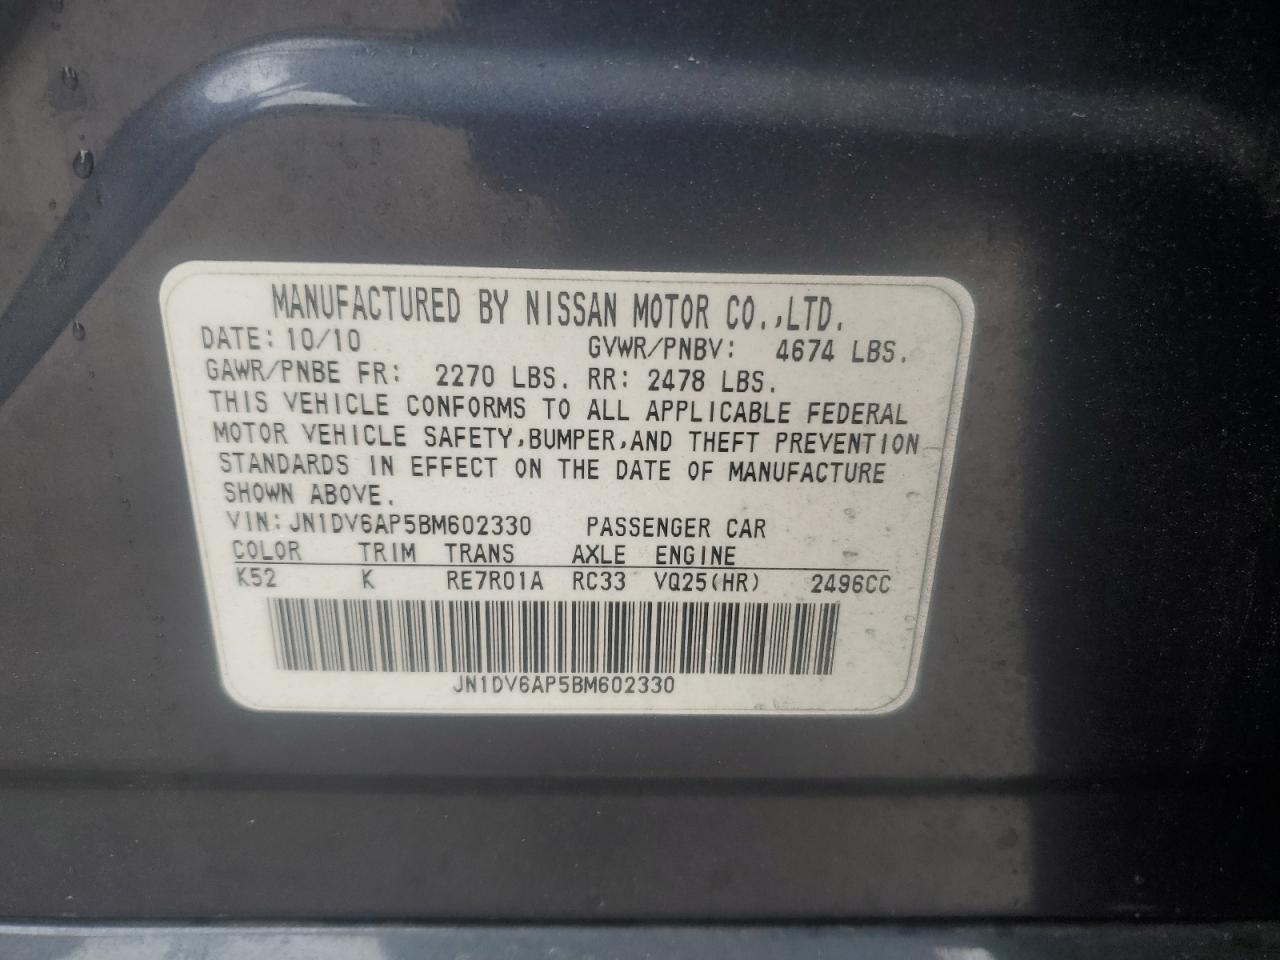 MANUFACTURED BY NISSAN MOTOR CO.,LTD.
DATE: 10/10 GVWR/PNBV: 4674 LBS.
GAWR/PNBE FR: 2270 LBS. RR: 2478 LBS.
THIS VEHICLE CONFORMS TO ALL APPLICABLE FEDERAL
MOTOR VEHICLE SAFETY,BUMPER,AND THEFT PREVENTION
STANDARDS IN EFFECT ON THE DATE OF MANUFACTURE
SHOWN ABOVE.
VIN: JN1DV6AP5BM602330 PASSENGER CAR
COLOR TRIM TRANS AXLE ENGINE
K52 K RE7R01A RC33 VQ25(HR) 2496CC
JN1DV6AP5BM602330